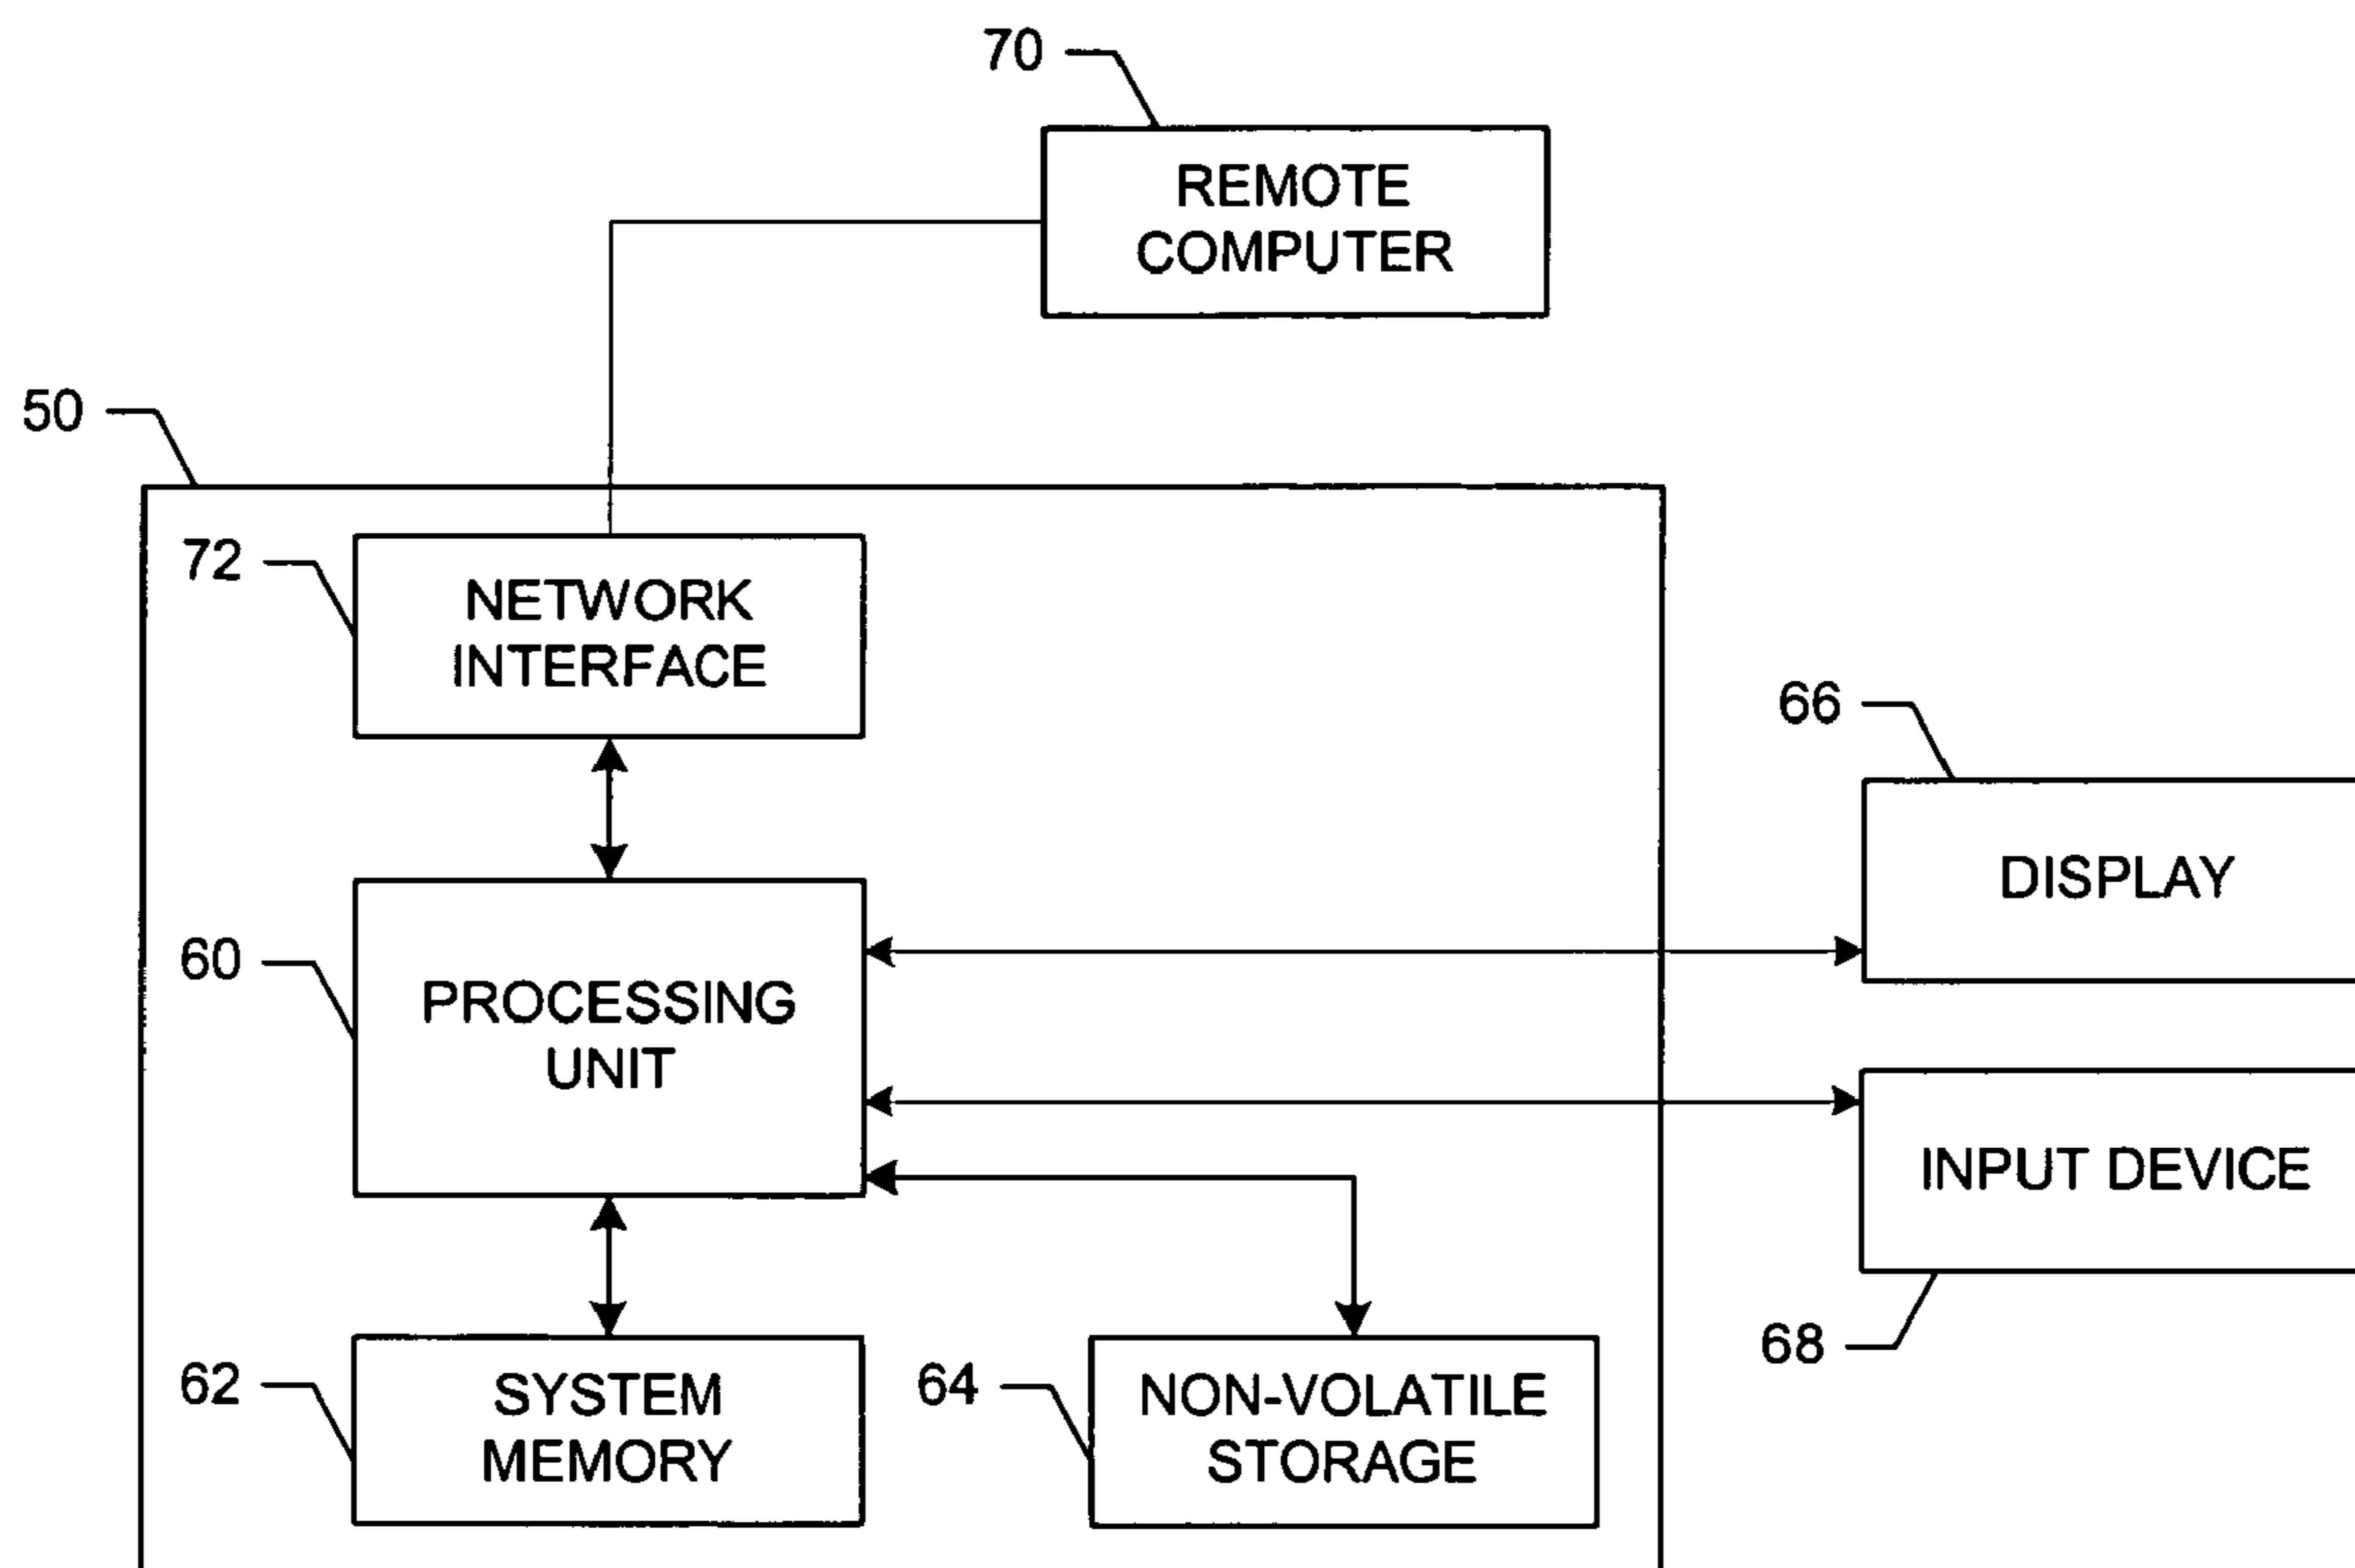 70
REMOTE
COMPUTER
50
72
NETWORK
INTERFACE
66
DISPLAY
60
PROCESSING
UNIT
INPUT DEVICE
68
62
SYSTEM
MEMORY
64
NON-VOLATILE
STORAGE